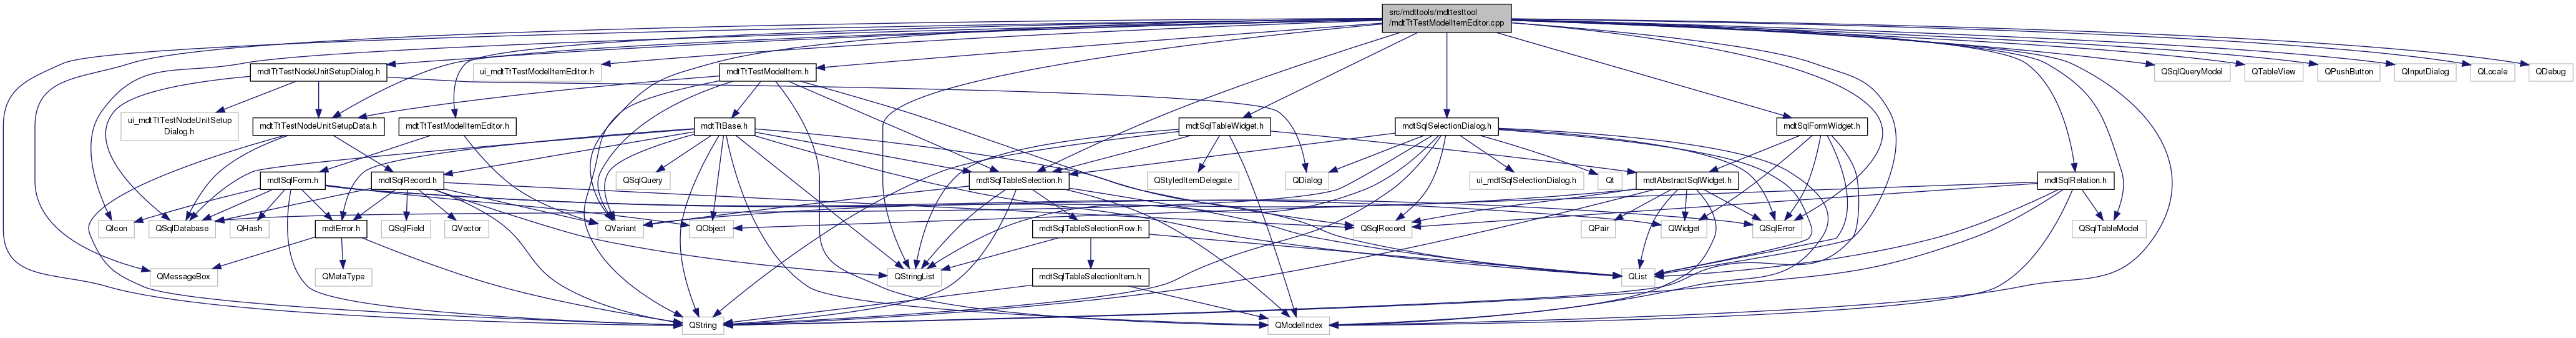 src/mdttools/mdttesttool
/mdtTtTestModelItemEditor.cpp
mdtTtTestNodeUnitSetupDialog.h
ui_mdtTtTestModelItemEditor.h
mdtTtTestModelItem.h
QSqlQueryModel
QTableView
QPushButton
QInputDialog
QLocale
QDebug
ui_mdtTtTestNodeUnitSetup
Dialog.h
mdtTtTestNodeUnitSetupData.h
mdtTtTestModelItemEditor.h
mdtTtBase.h
mdtSqlTableWidget.h
mdtSqlSelectionDialog.h
mdtSqlFormWidget.h
mdtSqlForm.h
mdtSqlRecord.h
QSqlQuery
mdtSqlTableSelection.h
QStyledItemDelegate
QDialog
ui_mdtSqlSelectionDialog.h
Qt
mdtAbstractSqlWidget.h
mdtSqlRelation.h
QIcon
QSqlDatabase
QHash
mdtError.h
QSqlField
QVector
QVariant
QObject
mdtSqlTableSelectionRow.h
QSqlRecord
QPair
QWidget
QSqlError
QSqlTableModel
QMessageBox
QMetaType
QStringList
mdtSqlTableSelectionItem.h
QList
QString
QModelIndex